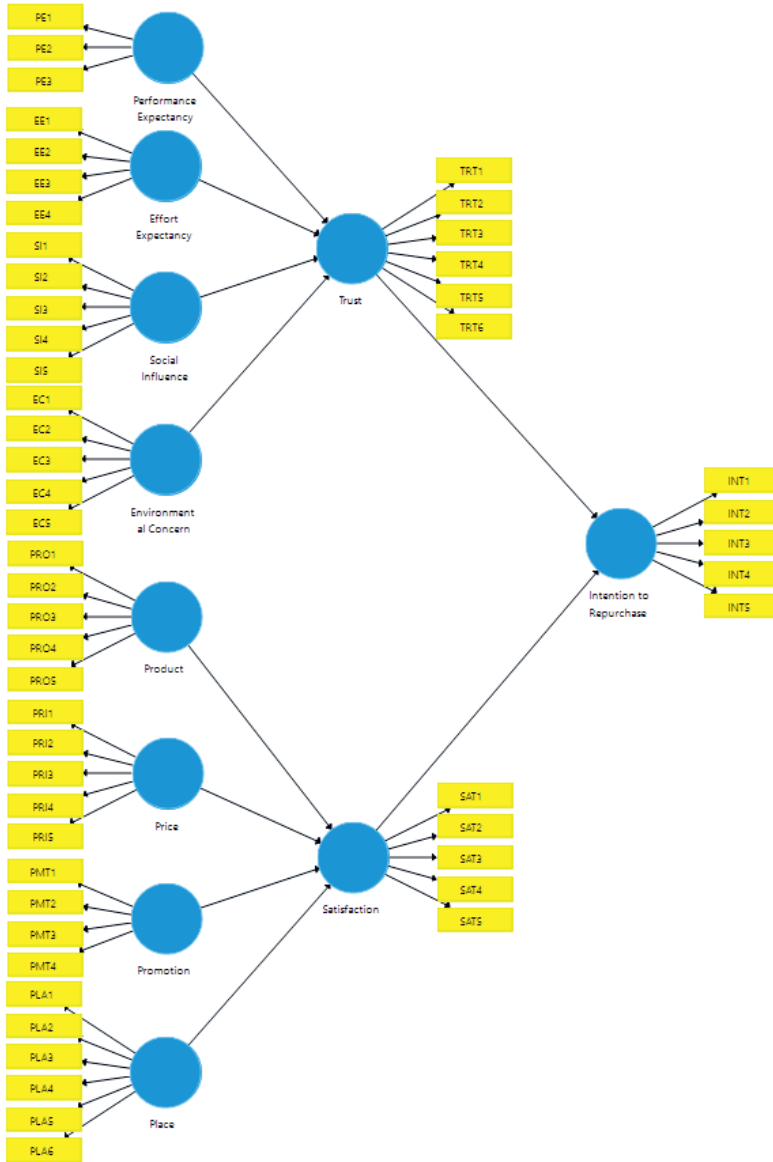 PE1
PE2
PE3
Performance
Expectancy
EE1
EE2
EE3
EE4
Effort
Expectancy
SI1
SI2
SI3
SI4
SI5
Social
Influence
EC1
EC2
EC3
EC4
EC5
Environment
al Concern
TRT1
TRT2
TRT3
TRT4
TRT5
TRT6
Trust
PRO1
PRO2
PRO3
PRO4
PRO5
Product
PRI1
PRI2
PRI3
PRI4
PRI5
Price
PMT1
PMT2
PMT3
PMT4
Promotion
PLA1
PLA2
PLA3
PLA4
PLA5
PLA6
Place
SAT1
SAT2
SAT3
SAT4
SAT5
Satisfaction
INT1
INT2
INT3
INT4
INT5
Intention to
Repurchase